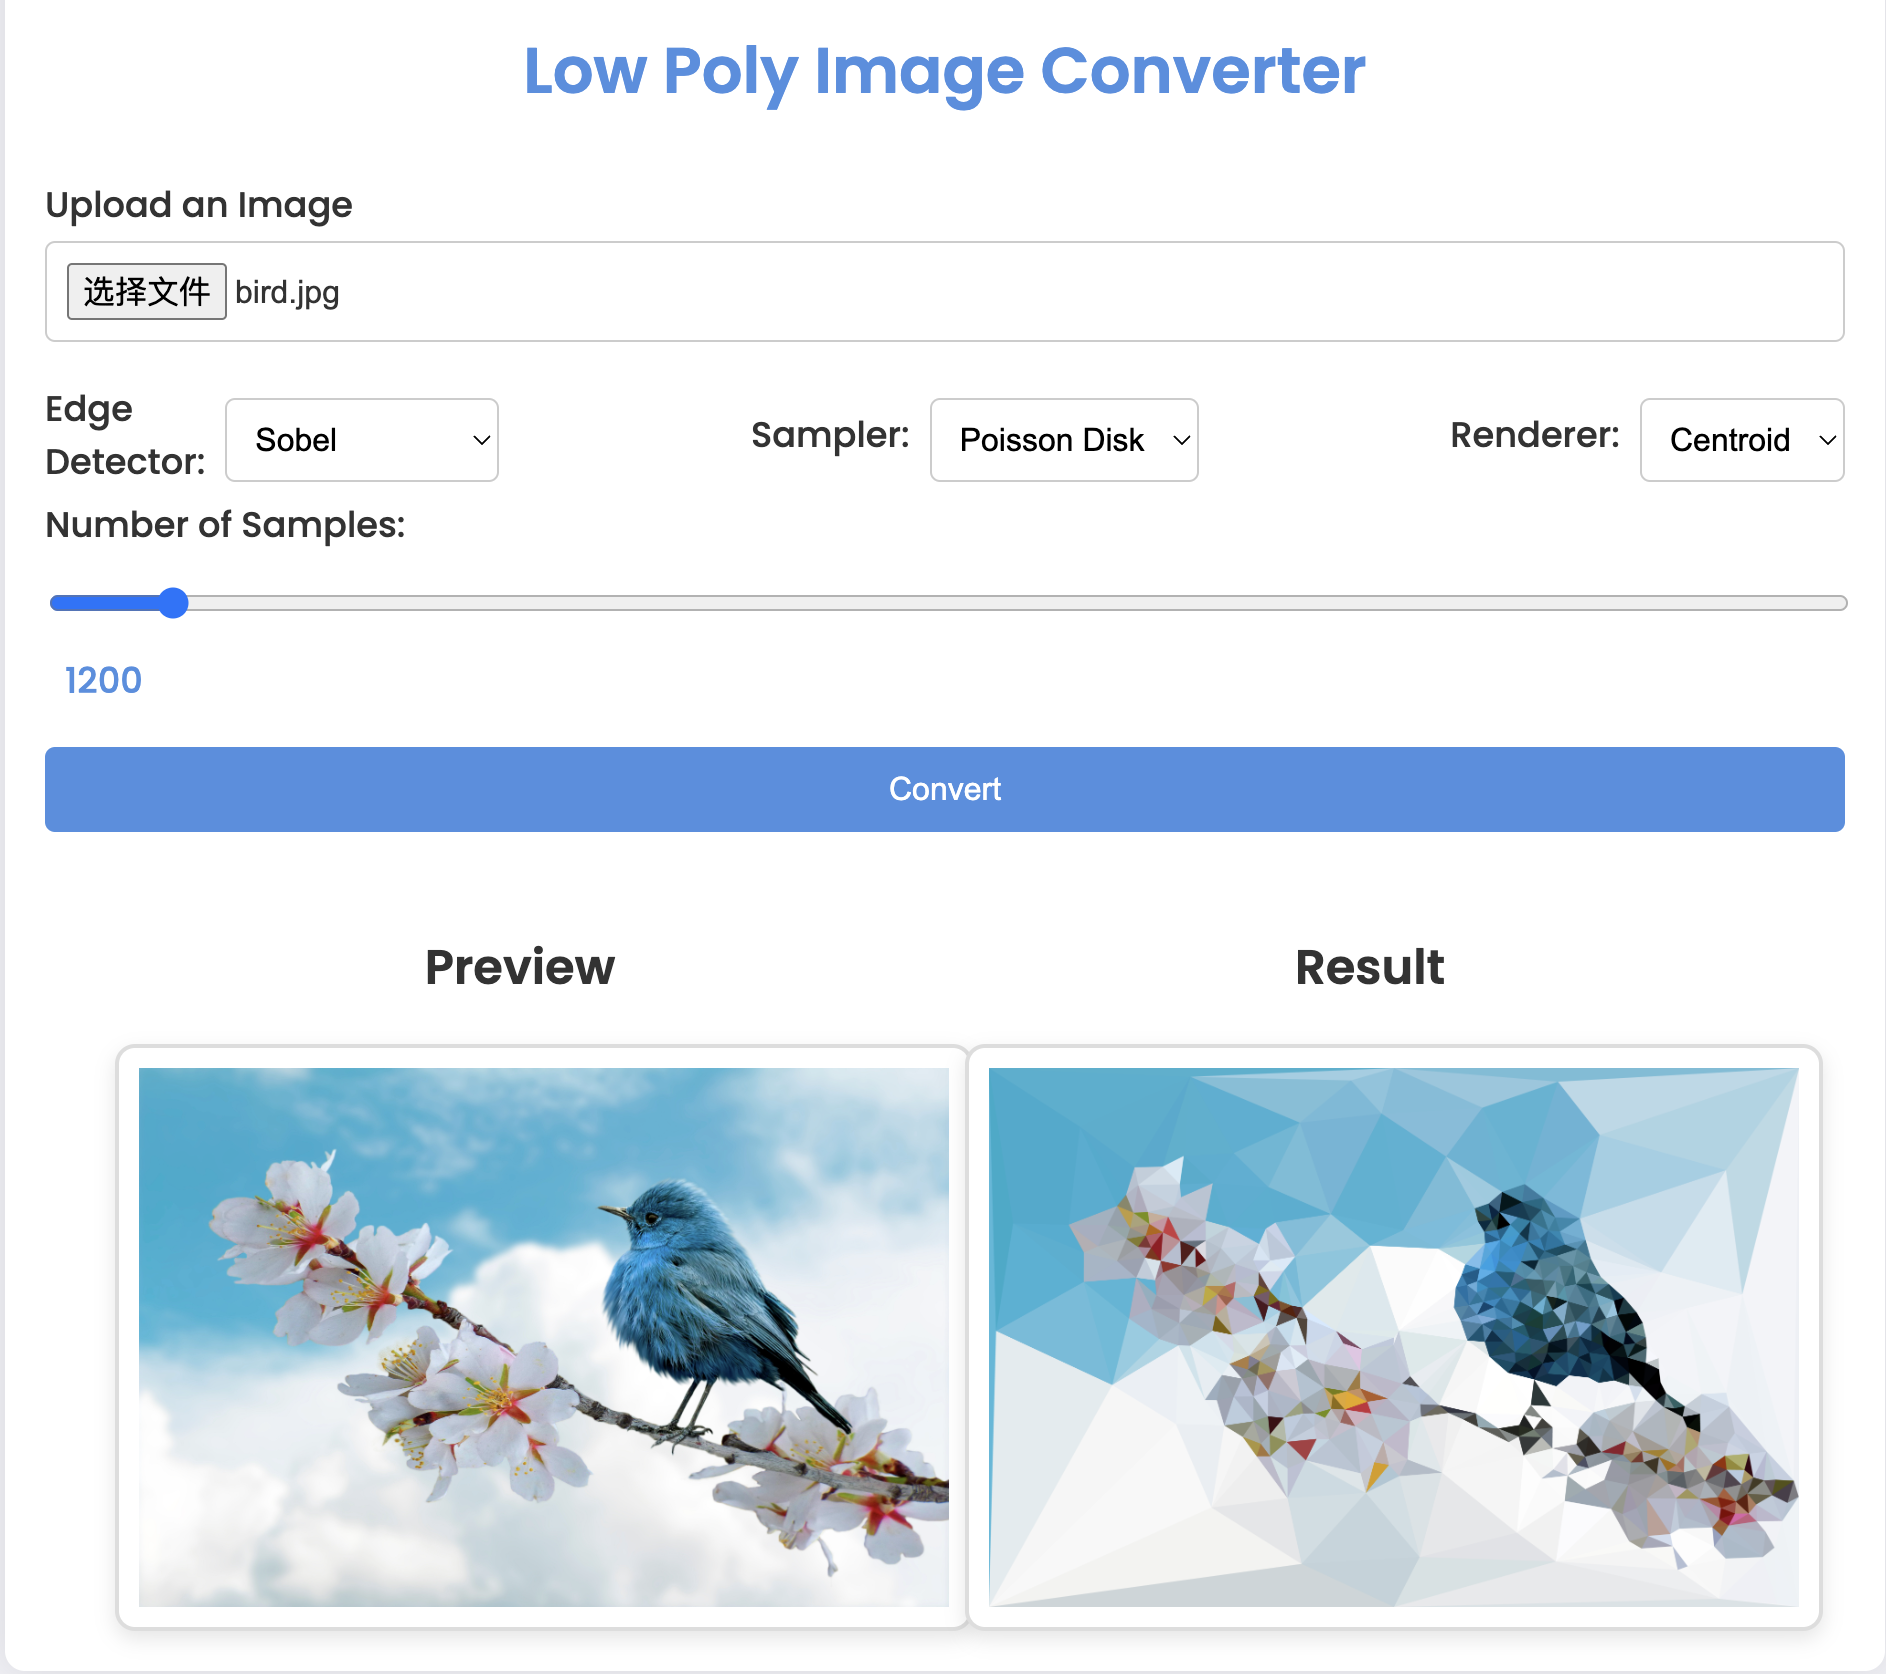 Low Poly Image Converter
Upload an Image
选择文件 bird.jpg
Edge
Detector:
Sobel
Sampler:
Poisson Disk
Renderer:
Centroid
Number of Samples:
1200
Convert
Preview
Result